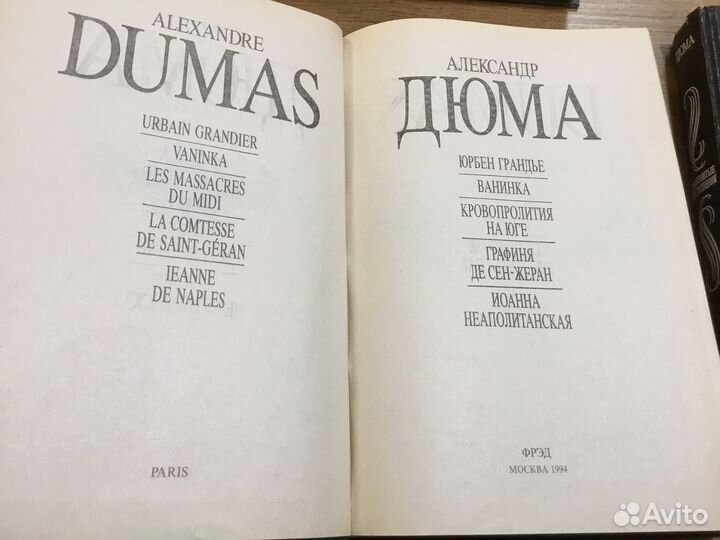 ALEXANDRE
DUMAS
URBAIN GRANDIER
VANINKA
LES MASSACRES
DU MIDI
LA COMTESSE
DE SAINT-GÉRAN
IEANNE
DE NAPLES
PARIS
АЛЕКСАНДР
ДЮМА
ЮРБЕН ГРАНДЬЕ
ВАНИНКА
КРОВОПРОЛИТИЯ
НА ЮГЕ
ГРАФИНЯ
ДЕ СЕН-ЖЕРАН
ИОАННА
НЕАПОЛИТАНСКАЯ
ФРЭД
МОСКВА 1994
ДЮМА
Avito